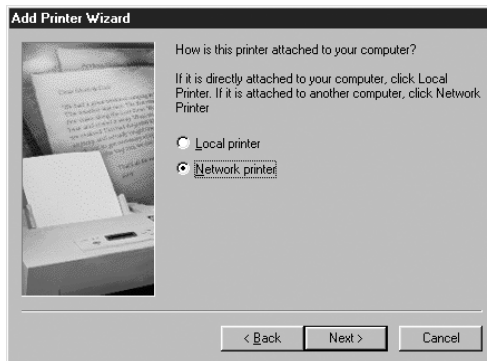 Add Printer Wizard
How is this printer attached to your computer?
If it is directly attached to your computer, click Local
Printer. If it is attached to another computer, click Network
Printer
Local printer
Network printer
< Back
Next >
Cancel